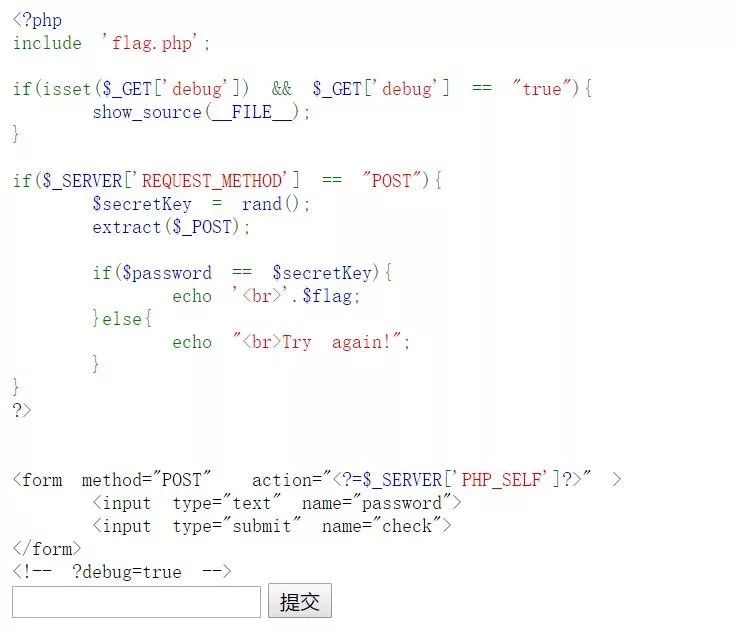 <?php
include 'flag.php';
if(isset($_GET['debug']) && $_GET['debug'] == "true"){
show_source(__FILE__);
}
if($_SERVER['REQUEST_METHOD'] == "POST"){
$secretKey = rand();
extract($_POST);
if($password == $secretKey){
echo '<br>'.$flag;
}else{
echo "<br>Try again!";
}
}
?>
<form method="POST" action="<?=$_SERVER['PHP_SELF']?>" >
<input type="text" name="password">
<input type="submit" name="check">
</form>
<!-- ?debug=true -->
提交